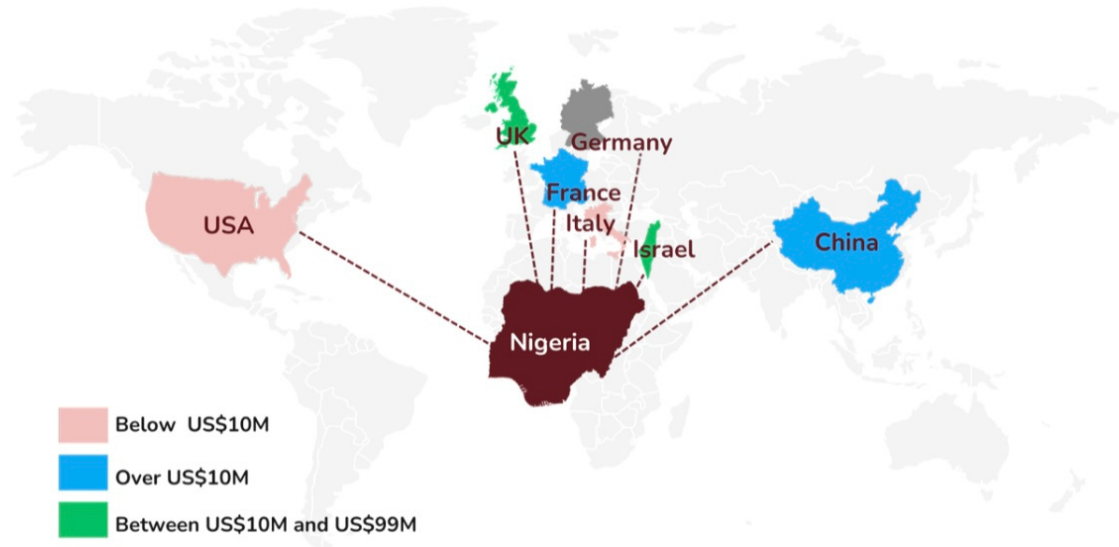 UK
Germany
France
Italy
USA
Israel
China
Nigeria
Below US$10M
Over US$10M
Between US$10M and US$99M